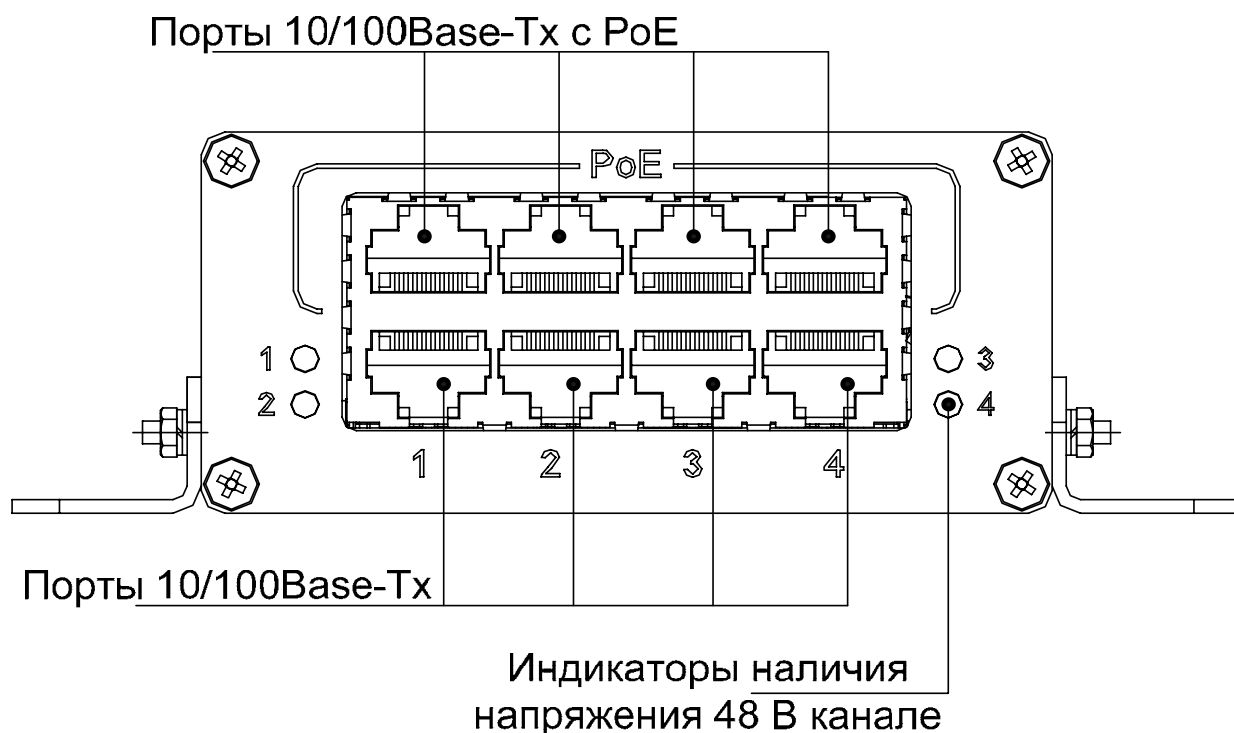 Порты 10/100Base-Tx с PoE
PoE
1 3
2 4
1 2 3 4
Порты 10/100Base-Tx
Индикаторы наличия
напряжения 48 В канале